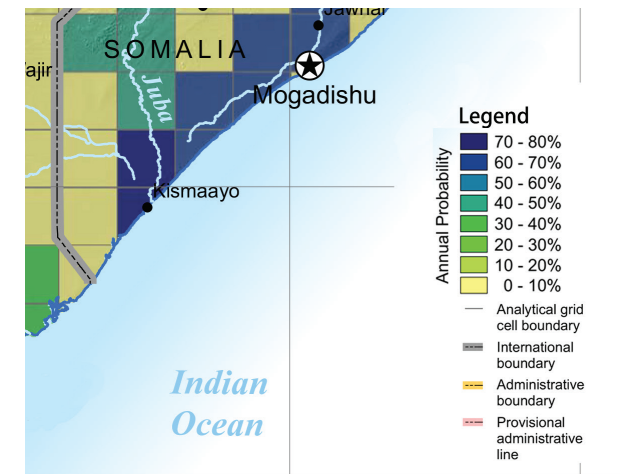 Jawhar
SOMALIA
ajir
Juba
Mogadishu
Kismaayo
Indian
Ocean
Legend
Annual Probability
70 - 80%
60 - 70%
50 - 60%
40 - 50%
30 - 40%
20 - 30%
10 - 20%
0 - 10%
Analytical grid
cell boundary
International
boundary
Administrative
boundary
Provisional
administrative
line